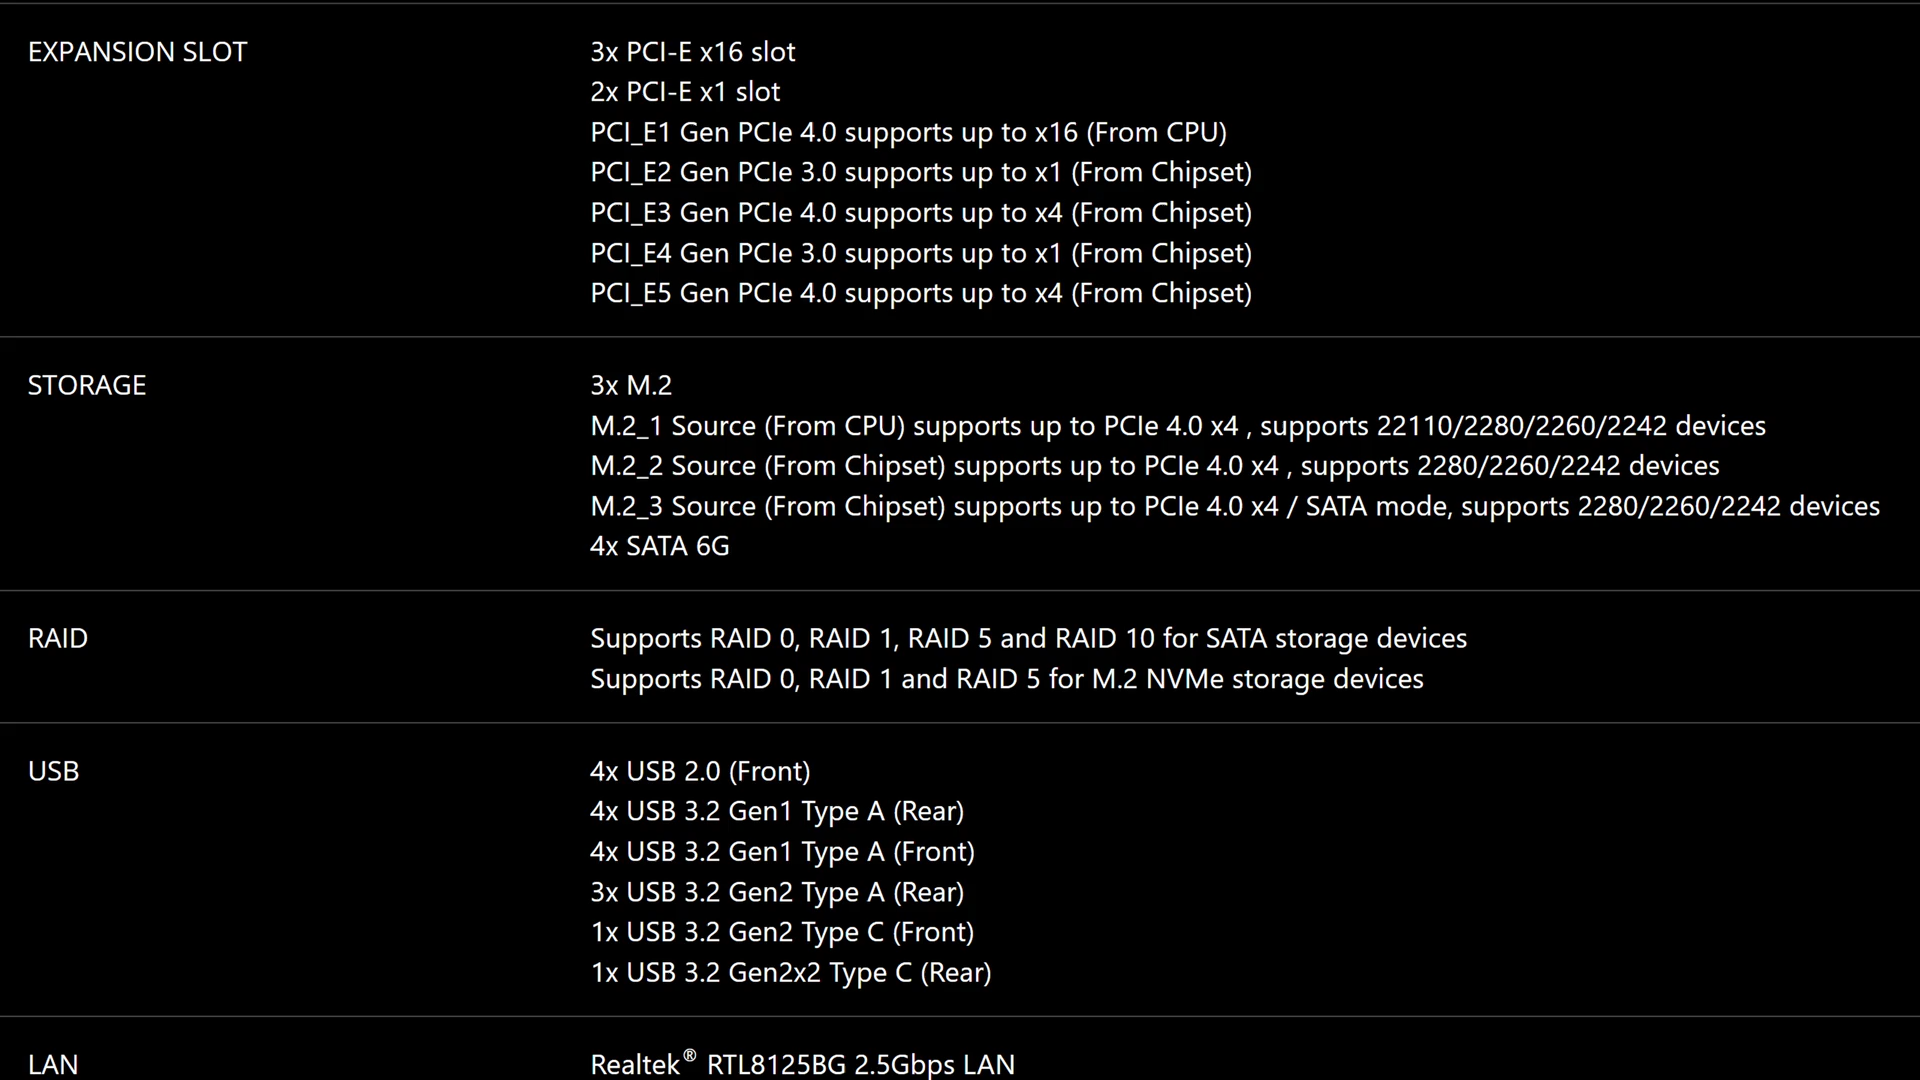 EXPANSION SLOT
3x PCI-E x16 slot
2x PCI-E x1 slot
PCI_E1 Gen PCIe 4.0 supports up to x16 (From CPU)
PCI_E2 Gen PCIe 3.0 supports up to x1 (From Chipset)
PCI_E3 Gen PCIe 4.0 supports up to x4 (From Chipset)
PCI_E4 Gen PCIe 3.0 supports up to x1 (From Chipset)
PCI_E5 Gen PCIe 4.0 supports up to x4 (From Chipset)
STORAGE
3x M.2
M.2_1 Source (From CPU) supports up to PCIe 4.0 x4 , supports 22110/2280/2260/2242 devices
M.2_2 Source (From Chipset) supports up to PCIe 4.0 x4 , supports 2280/2260/2242 devices
M.2_3 Source (From Chipset) supports up to PCIe 4.0 x4 / SATA mode, supports 2280/2260/2242 devices
4x SATA 6G
RAID
Supports RAID 0, RAID 1, RAID 5 and RAID 10 for SATA storage devices
Supports RAID 0, RAID 1 and RAID 5 for M.2 NVMe storage devices
USB
4x USB 2.0 (Front)
4x USB 3.2 Gen1 Type A (Rear)
4x USB 3.2 Gen1 Type A (Front)
3x USB 3.2 Gen2 Type A (Rear)
1x USB 3.2 Gen2 Type C (Front)
1x USB 3.2 Gen2x2 Type C (Rear)
LAN
Realtek® RTL8125BG 2.5Gbps LAN